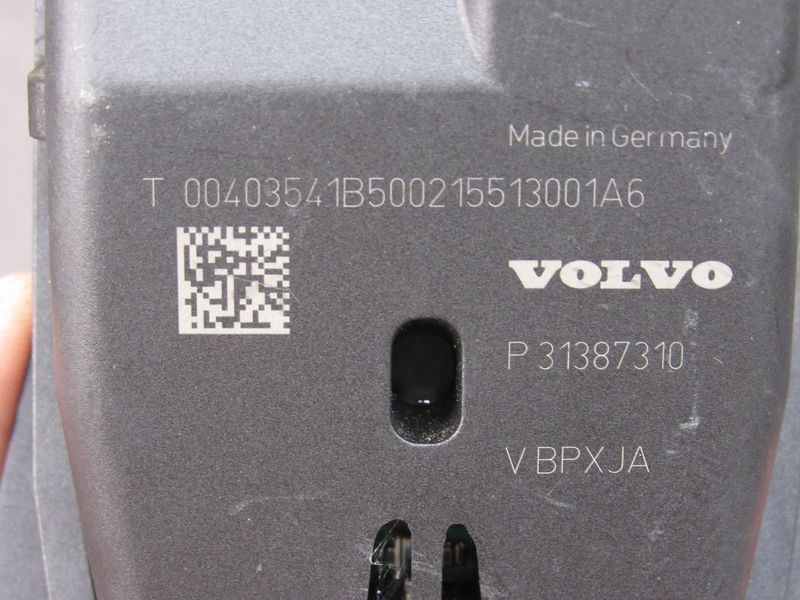 Made in Germany
T 00403541B500215513001A6
VOLVO
P 31387310
V BPXJA